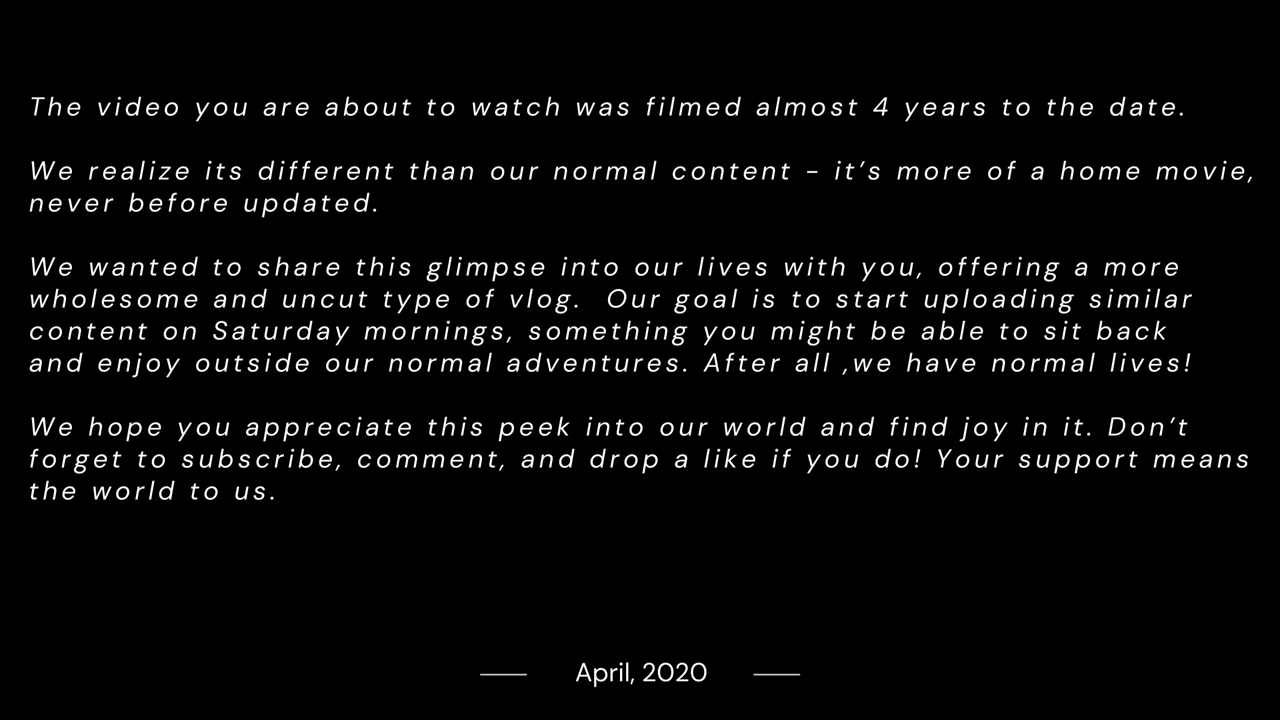 The video you are about to watch was filmed almost 4 years to the date.
We realize its different than our normal content - it’s more of a home movie,
never before updated.
We wanted to share this glimpse into our lives with you, offering a more
wholesome and uncut type of vlog.  Our goal is to start uploading similar
content on Saturday mornings, something you might be able to sit back
and enjoy outside our normal adventures. After all ,we have normal lives!
We hope you appreciate this peek into our world and find joy in it. Don’t
forget to subscribe, comment, and drop a like if you do! Your support means
the world to us.
April, 2020